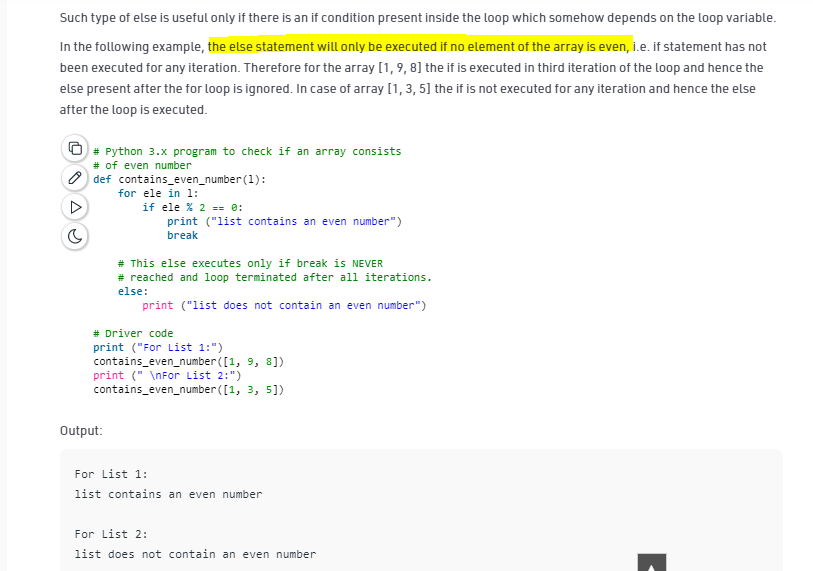 Such type of else is useful only if there is an if condition present inside the loop which somehow depends on the loop variable.
In the following example, the else statement will only be executed if no element of the array is even, i.e. if statement has not
been executed for any iteration. Therefore for the array [1, 9, 8] the if is executed in third iteration of the loop and hence the
else present after the for loop is ignored. In case of array [1, 3, 5] the if is not executed for any iteration and hence the else
after the loop is executed.
# Python 3.x program to check if an array consists
# of even number
def contains_even_number(l):
    for ele in l:
        if ele % 2 == 0:
            print ("list contains an even number")
            break
    # This else executes only if break is NEVER
    # reached and loop terminated after all iterations.
    else:
        print ("list does not contain an even number")
# Driver code
print ("For List 1:")
contains_even_number([1, 9, 8])
print (" \nFor List 2:")
contains_even_number([1, 3, 5])
Output:
For List 1:
list contains an even number
For List 2:
list does not contain an even number